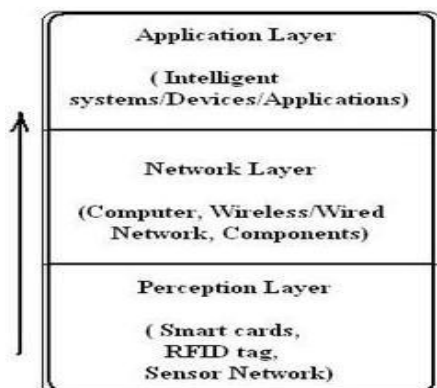 Application Layer
( Intelligent
systems/Devices/Applications)
Network Layer
(Computer, Wireless/Wired
Network, Components)
Perception Layer
( Smart cards,
RFID tag,
Sensor Network)